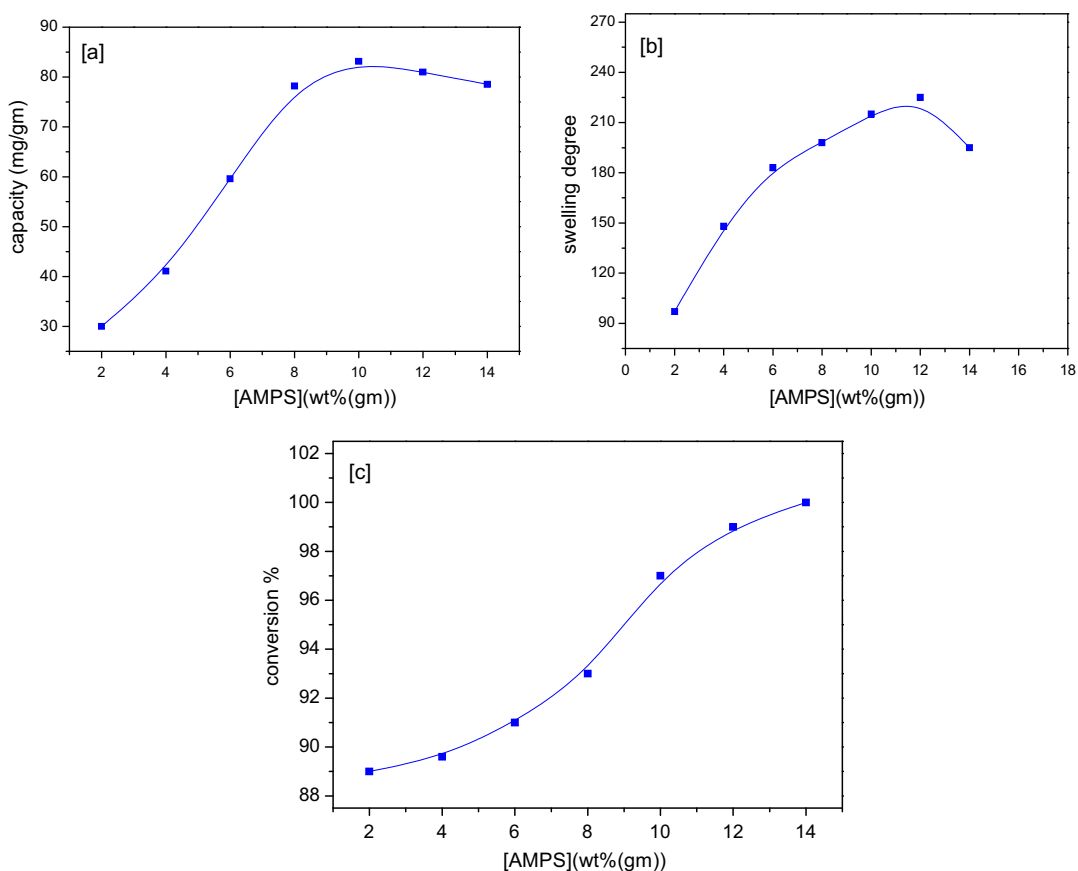 [a]
90
80
70
60
50
40
30
capacity (mg/gm)
2 4 6 8 10 12 14
[AMPS](wt%(gm))
[b]
270
240
210
180
150
120
90
swelling degree
0 2 4 6 8 10 12 14 16 18
[AMPS](wt%(gm))
[c]
102
100
98
96
94
92
90
88
conversion %
2 4 6 8 10 12 14
[AMPS](wt%(gm))